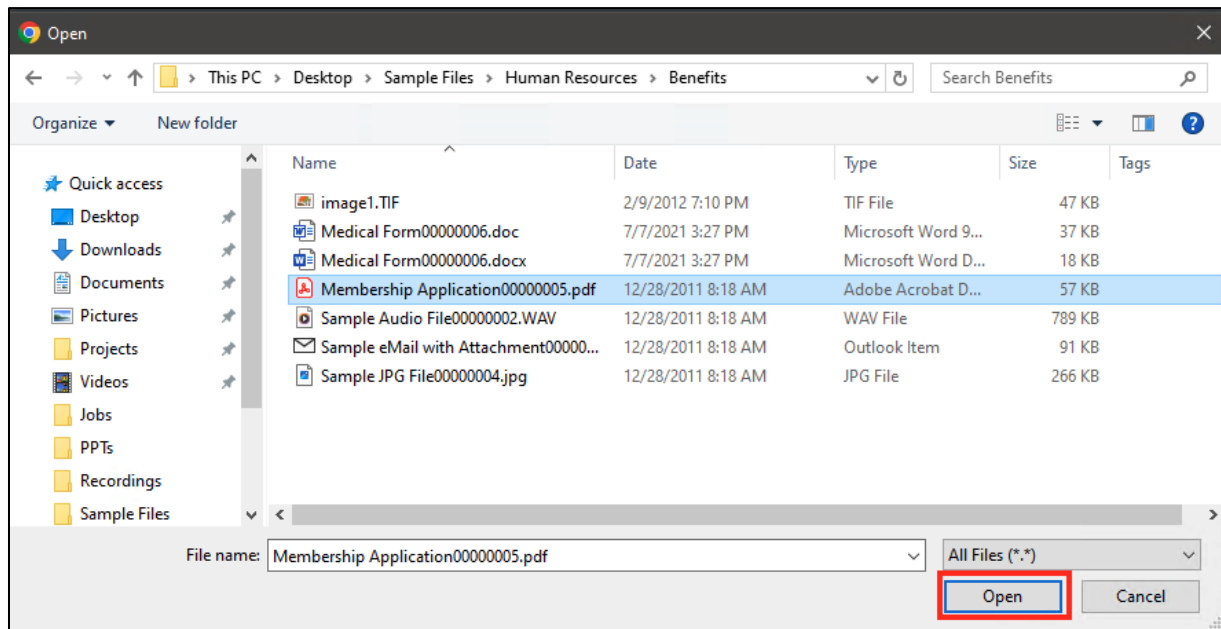 Open
This PC > Desktop > Sample Files > Human Resources > Benefits
Search Benefits
Organize
New folder
Name Date Type Size Tags
Quick access
Desktop
Downloads
Documents
Pictures
Projects
Videos
Jobs
PPTs
Recordings
Sample Files
image1.TIF 2/9/2012 7:10 PM TIF File 47 KB
Medical Form00000006.doc 7/7/2021 3:27 PM Microsoft Word 9... 37 KB
Medical Form00000006.docx 7/7/2021 3:27 PM Microsoft Word D... 18 KB
Membership Application00000005.pdf 12/28/2011 8:18 AM Adobe Acrobat D... 57 KB
Sample Audio File00000002.WAV 12/28/2011 8:18 AM WAV File 789 KB
Sample eMail with Attachment00000... 12/28/2011 8:18 AM Outlook Item 91 KB
Sample JPG File00000004.jpg 12/28/2011 8:18 AM JPG File 266 KB
File name: Membership Application00000005.pdf
All Files (*.*)
Open
Cancel